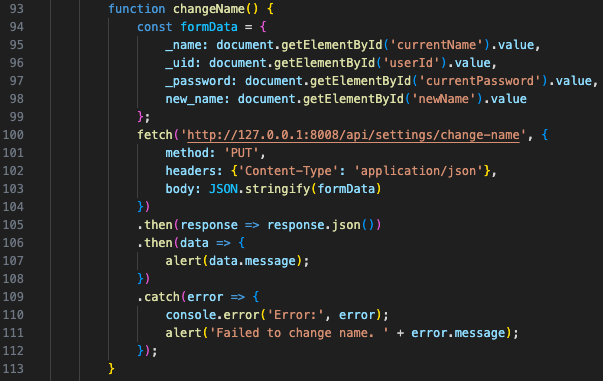 93 function changeName() {
94 const formData = {
95 _name: document.getElementById('currentName').value,
96 _uid: document.getElementById('userId').value,
97 _password: document.getElementById('currentPassword').value,
98 new_name: document.getElementById('newName').value
99 };
100 fetch('http://127.0.0.1:8008/api/settings/change-name', {
101 method: 'PUT',
102 headers: {'Content-Type': 'application/json'},
103 body: JSON.stringify(formData)
104 })
105 .then(response => response.json())
106 .then(data => {
107 alert(data.message);
108 })
109 .catch(error => {
110 console.error('Error:', error);
111 alert('Failed to change name. ' + error.message);
112 });
113 }